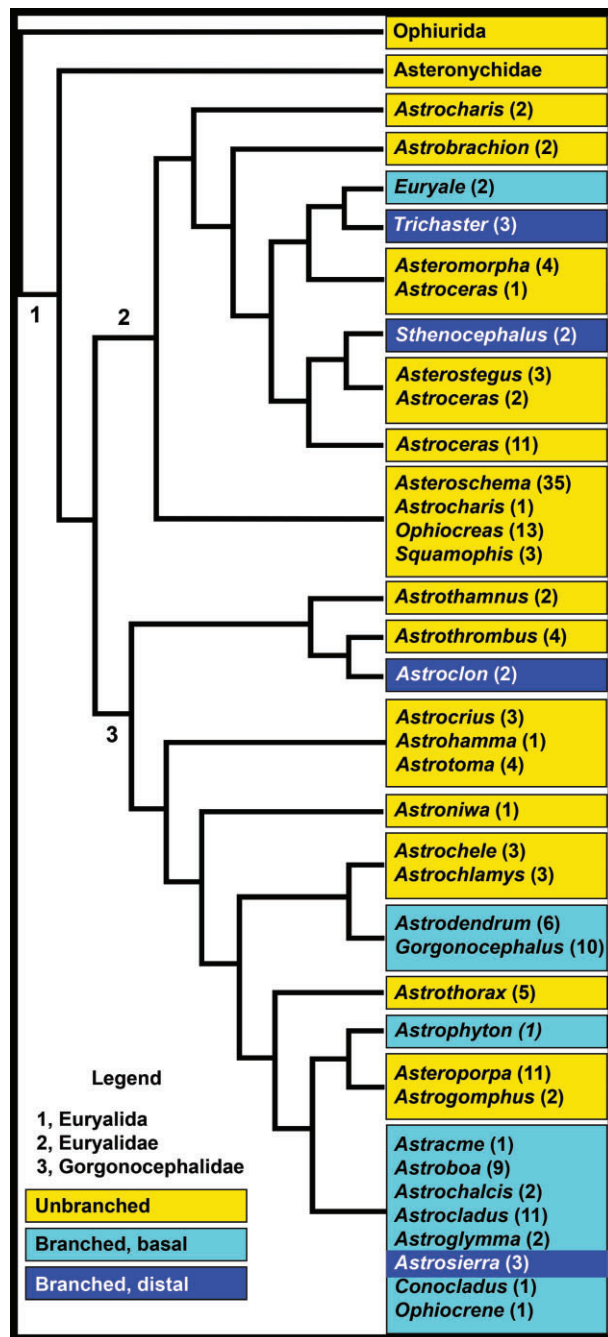 Ophiurida
Asteronychidae
Astrocharis (2)
Astrobrachion (2)
Euryale (2)
Trichaster (3)
Asteromorpha (4)
Astroceras (1)
Sthenocephalus (2)
Asterostegus (3)
Astroceras (2)
Astroceras (11)
Asteroschema (35)
Astrocharis (1)
Ophiocreas (13)
Squamophis (3)
Astrothamnus (2)
Astrothrombus (4)
Astroclon (2)
Astrocrius (3)
Astrohamma (1)
Astrotoma (4)
Astroniwa (1)
Astrochele (3)
Astrochlamys (3)
Astrodendrum (6)
Gorgonocephalus (10)
Astrothorax (5)
Astrophyton (1)
Asteroporpa (11)
Astrogomphus (2)
Astracme (1)
Astroboa (9)
Astrochalcis (2)
Astrocladus (11)
Astroglymma (2)
Astrosierra (3)
Conocladus (1)
Ophiocrene (1)
1
2
3
Legend
1, Euryalida
2, Euryalidae
3, Gorgonocephalidae
Unbranched
Branched, basal
Branched, distal